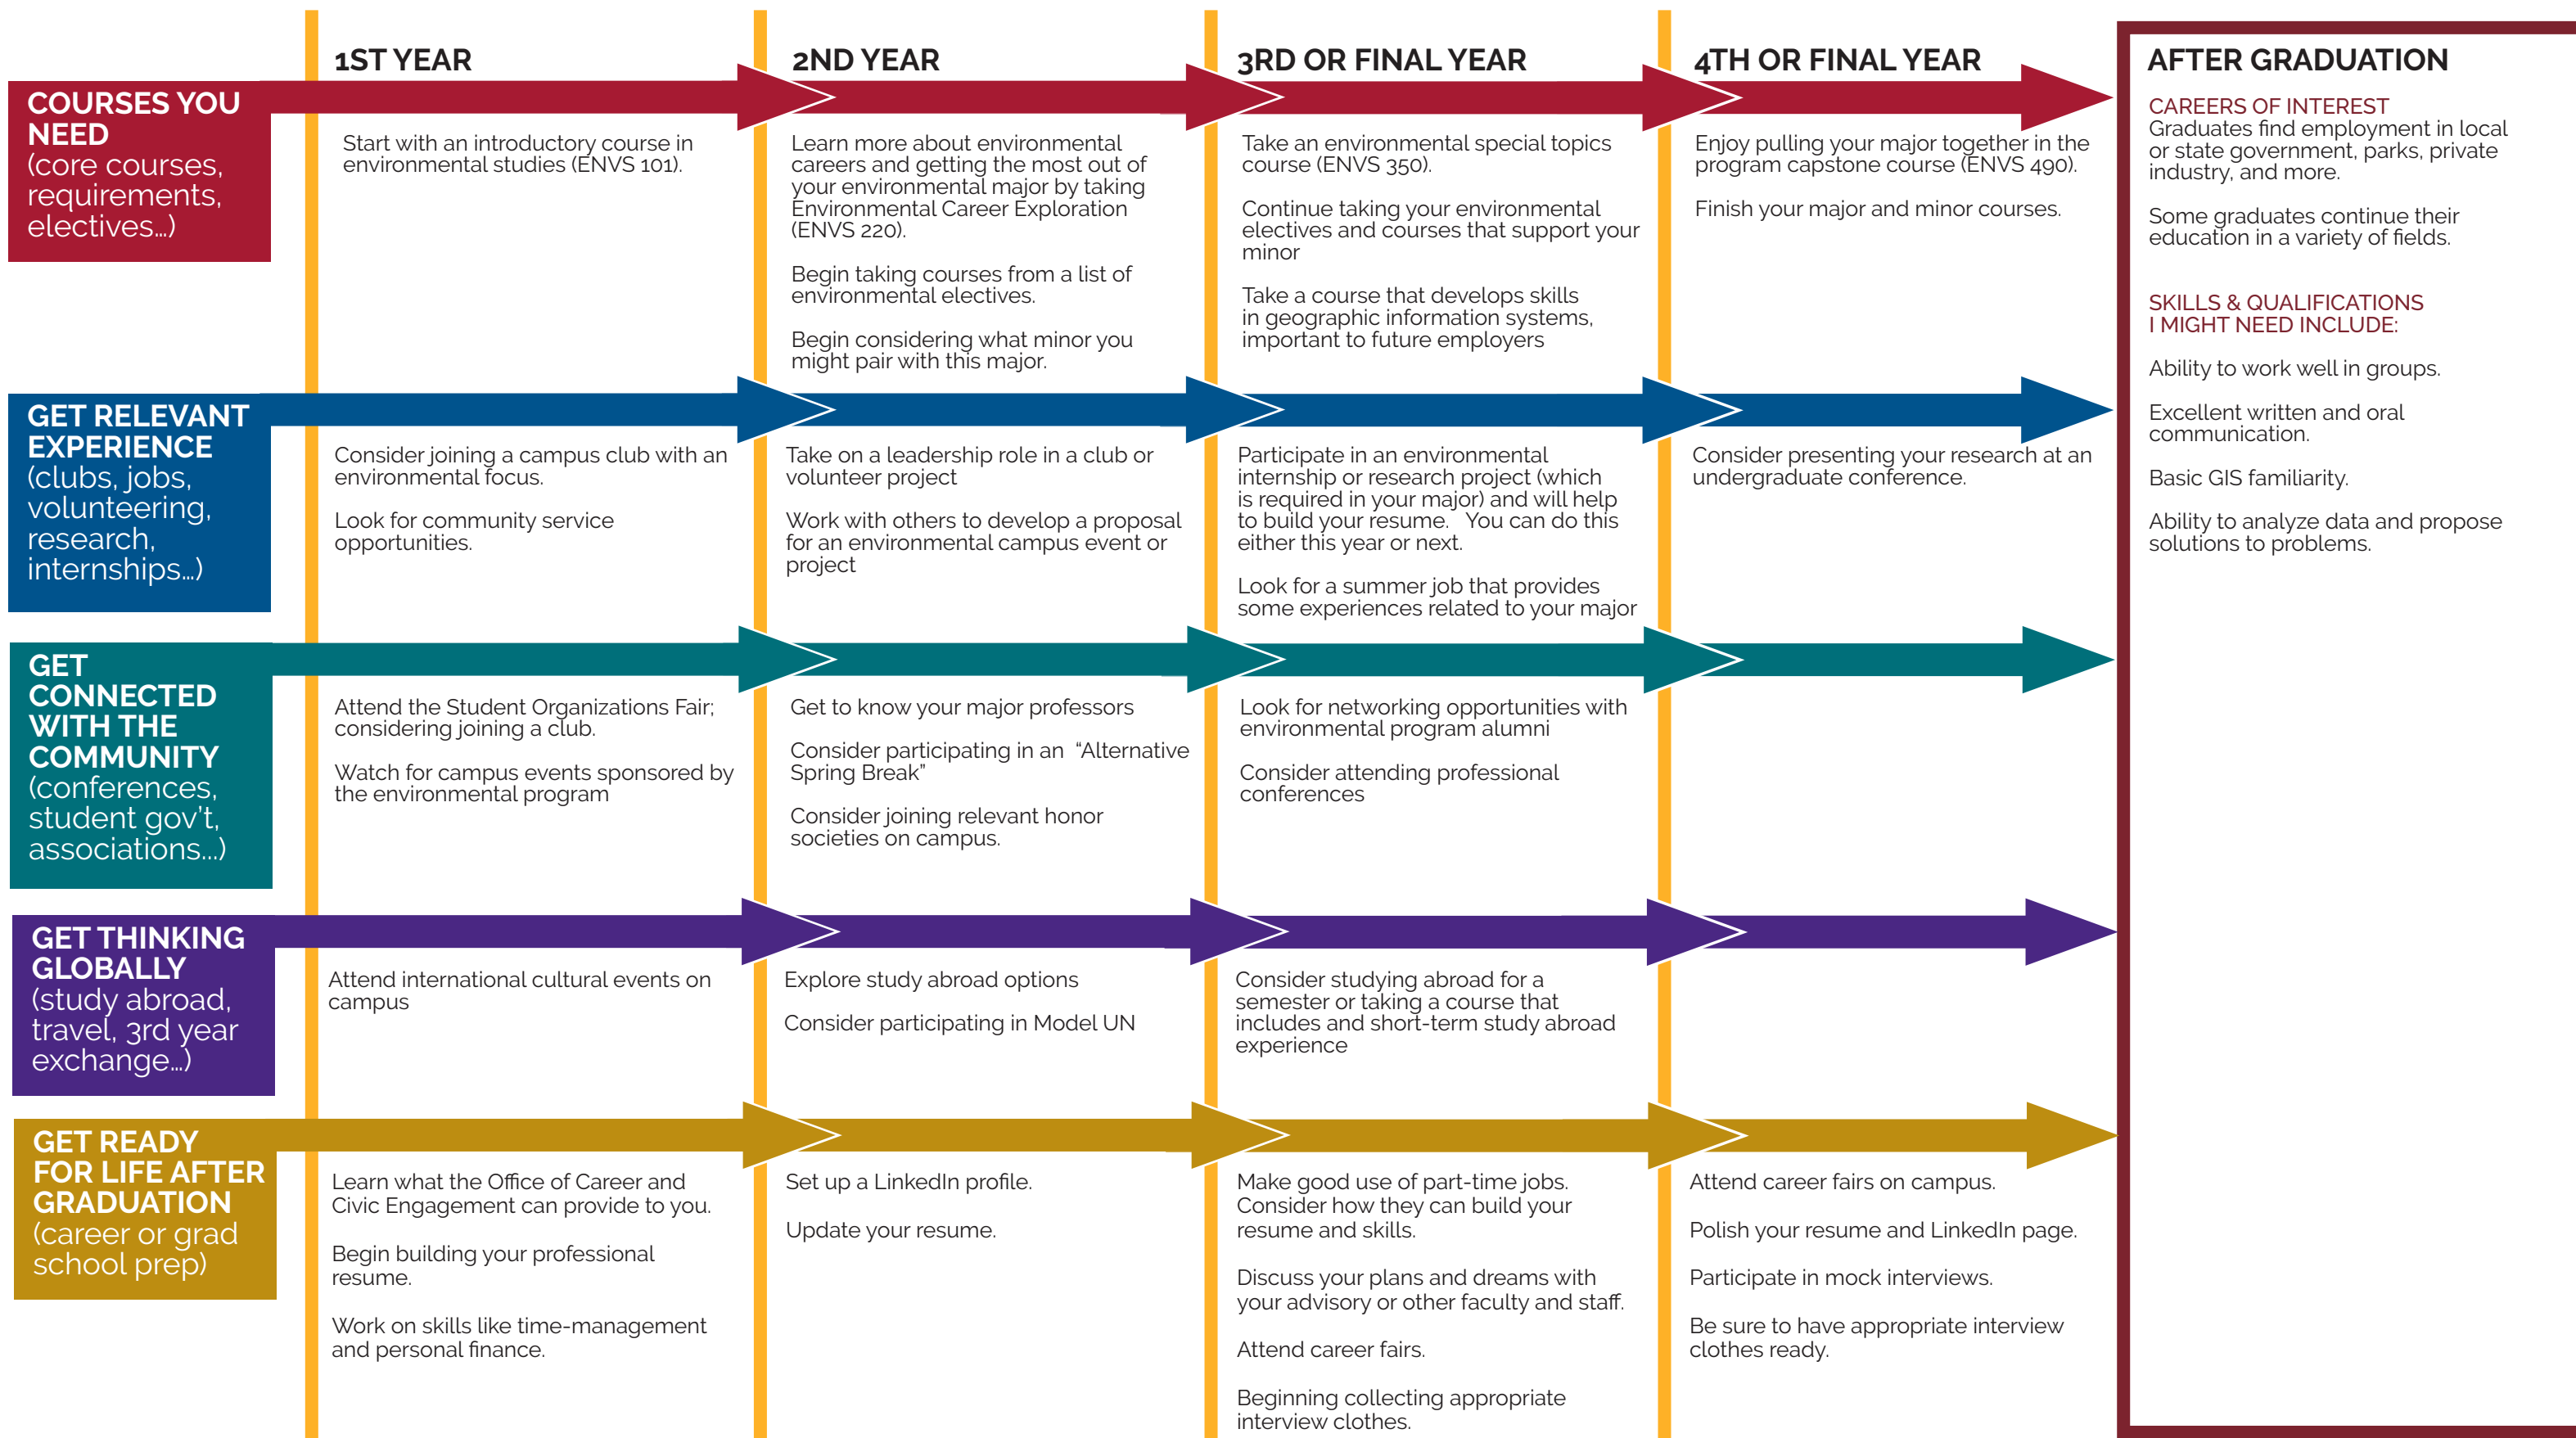 1ST YEAR
2ND YEAR
3RD OR FINAL YEAR
4TH OR FINAL YEAR
AFTER GRADUATION
COURSES YOU
NEED
(core courses,
requirements,
electives...)
Start with an introductory course in
environmental studies (ENVS 101).
Learn more about environmental
careers and getting the most out of
your environmental major by taking
Environmental Career Exploration
(ENVS 220).
Begin taking courses from a list of
environmental electives.
Begin considering what minor you
might pair with this major.
Take an environmental special topics
course (ENVS 350).
Continue taking your environmental
electives and courses that support your
minor
Take a course that develops skills
in geographic information systems,
important to future employers
Enjoy pulling your major together in the
program capstone course (ENVS 490).
Finish your major and minor courses.
GET RELEVANT
EXPERIENCE
(clubs, jobs,
volunteering,
research,
internships...)
Consider joining a campus club with an
environmental focus.
Look for community service
opportunities.
Take on a leadership role in a club or
volunteer project
Work with others to develop a proposal
for an environmental campus event or
project
Participate in an environmental
internship or research project (which
is required in your major) and will help
to build your resume.   You can do this
either this year or next.
Look for a summer job that provides
some experiences related to your major
Consider presenting your research at an
undergraduate conference.
GET
CONNECTED
WITH THE
COMMUNITY
(conferences,
student gov't,
associations...)
Attend the Student Organizations Fair;
considering joining a club.
Watch for campus events sponsored by
the environmental program
Get to know your major professors
Consider participating in an  “Alternative
Spring Break”
Consider joining relevant honor
societies on campus.
Look for networking opportunities with
environmental program alumni
Consider attending professional
conferences
GET THINKING
GLOBALLY
(study abroad,
travel, 3rd year
exchange...)
Attend international cultural events on
campus
Explore study abroad options
Consider participating in Model UN
Consider studying abroad for a
semester or taking a course that
includes and short-term study abroad
experience
GET READY
FOR LIFE AFTER
GRADUATION
(career or grad
school prep)
Learn what the Office of Career and
Civic Engagement can provide to you.
Begin building your professional
resume.
Work on skills like time-management
and personal finance.
Set up a LinkedIn profile.
Update your resume.
Make good use of part-time jobs.
Consider how they can build your
resume and skills.
Discuss your plans and dreams with
your advisory or other faculty and staff.
Attend career fairs.
Beginning collecting appropriate
interview clothes.
Attend career fairs on campus.
Polish your resume and LinkedIn page.
Participate in mock interviews.
Be sure to have appropriate interview
clothes ready.
CAREERS OF INTEREST
Graduates find employment in local
or state government, parks, private
industry, and more.
Some graduates continue their
education in a variety of fields.
SKILLS & QUALIFICATIONS
I MIGHT NEED INCLUDE:
Ability to work well in groups.
Excellent written and oral
communication.
Basic GIS familiarity.
Ability to analyze data and propose
solutions to problems.